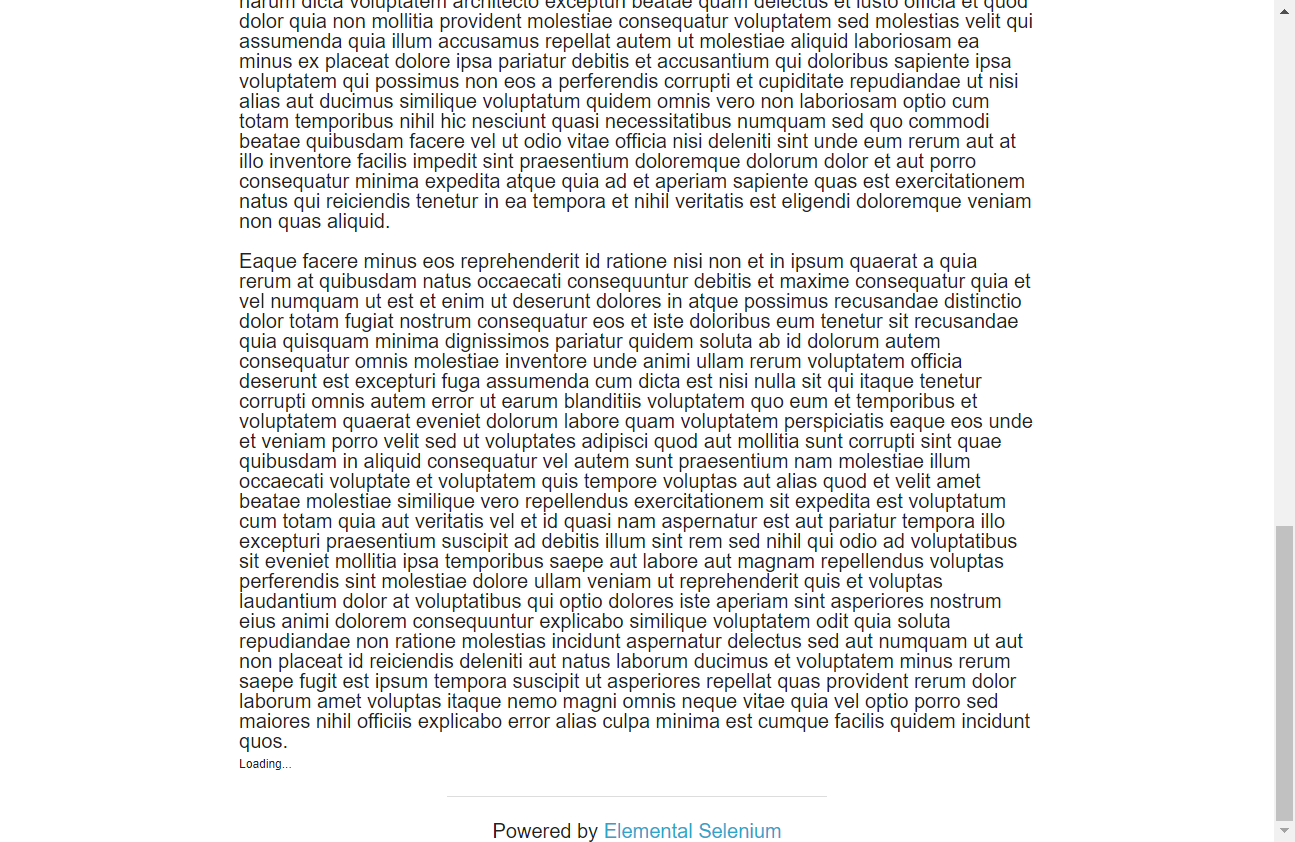 harum dicta voluptatem architecto excepturi beatae quam delectus et iusto officia et quod
dolor quia non mollitia provident molestiae consequatur voluptatem sed molestias velit qui
assumenda quia illum accusamus repellat autem ut molestiae aliquid laboriosam ea
minus ex placeat dolore ipsa pariatur debitis et accusantium qui doloribus sapiente ipsa
voluptatem qui possimus non eos a perferendis corrupti et cupiditate repudiandae ut nisi
alias aut ducimus similique voluptatum quidem omnis vero non laboriosam optio cum
totam temporibus nihil hic nesciunt quasi necessitatibus numquam sed quo commodi
beatae quibusdam facere vel ut odio vitae officia nisi deleniti sint unde eum rerum aut at
illo inventore facilis impedit sint praesentium doloremque dolorum dolor et aut porro
consequatur minima expedita atque quia ad et aperiam sapiente quas est exercitationem
natus qui reiciendis tenetur in ea tempora et nihil veritatis est eligendi doloremque veniam
non quas aliquid.
Eaque facere minus eos reprehenderit id ratione nisi non et in ipsum quaerat a quia
rerum at quibusdam natus occaecati consequuntur debitis et maxime consequatur quia et
vel numquam ut est et enim ut deserunt dolores in atque possimus recusandae distinctio
dolor totam fugiat nostrum consequatur eos et iste doloribus eum tenetur sit recusandae
quia quisquam minima dignissimos pariatur quidem soluta ab id dolorum autem
consequatur omnis molestiae inventore unde animi ullam rerum voluptatem officia
deserunt est excepturi fuga assumenda cum dicta est nisi nulla sit qui itaque tenetur
corrupti omnis autem error ut earum blanditiis voluptatem quo eum et temporibus et
voluptatem quaerat eveniet dolorum labore quam voluptatem perspiciatis eaque eos unde
et veniam porro velit sed ut voluptates adipisci quod aut mollitia sunt corrupti sint quae
quibusdam in aliquid consequatur vel autem sunt praesentium nam molestiae illum
occaecati voluptate et voluptatem quis tempore voluptas aut alias quod et velit amet
beatae molestiae similique vero repellendus exercitationem sit expedita est voluptatum
cum totam quia aut veritatis vel et id quasi nam aspernatur est aut pariatur tempora illo
excepturi praesentium suscipit ad debitis illum sint rem sed nihil qui odio ad voluptatibus
sit eveniet mollitia ipsa temporibus saepe aut labore aut magnam repellendus voluptas
perferendis sint molestiae dolore ullam veniam ut reprehenderit quis et voluptas
laudantium dolor at voluptatibus qui optio dolores iste aperiam sint asperiores nostrum
eius animi dolorem consequuntur explicabo similique voluptatem odit quia soluta
repudiandae non ratione molestias incidunt aspernatur delectus sed aut numquam ut aut
non placeat id reiciendis deleniti aut natus laborum ducimus et voluptatem minus rerum
saepe fugit est ipsum tempora suscipit ut asperiores repellat quas provident rerum dolor
laborum amet voluptas itaque nemo magni omnis neque vitae quia vel optio porro sed
maiores nihil officiis explicabo error alias culpa minima est cumque facilis quidem incidunt
quos.
Loading...
Powered by Elemental Selenium